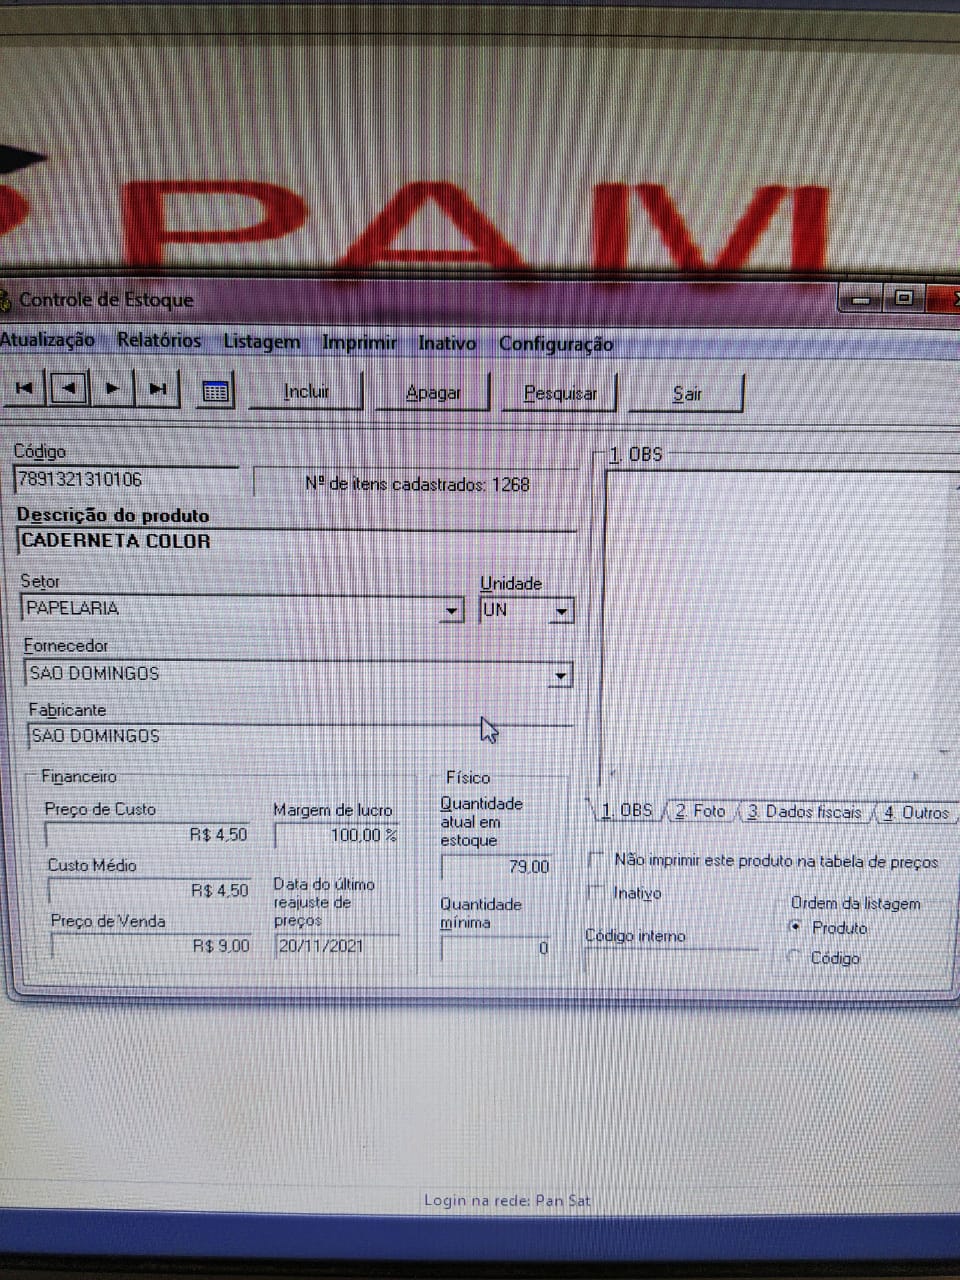 PAM
Controle de Estoque
Atualização Relatórios Listagem Imprimir Inativo Configuração
Incluir Apagar Pesquisar Sair
Código
7891321310106
Nº de itens cadastrados: 1268
Descrição do produto
CADERNETA COLOR
Setor
PAPELARIA
Unidade
UN
Fornecedor
SAO DOMINGOS
Fabricante
SAO DOMINGOS
Financeiro
Preço de Custo
R$ 4,50
Margem de lucro
100,00 %
Custo Médio
R$ 4,50
Data do último
reajuste de
preços
20/11/2021
Preço de Venda
R$ 9,00
Físico
Quantidade
atual em
estoque
79,00
Quantidade
mínima
0
1. OBS
1. OBS 2. Foto 3. Dados fiscais 4. Outros
Não imprimir este produto na tabela de preços
Inativo
Código interno
Ordem da listagem
Produto
Código
Login na rede: Pan Sat